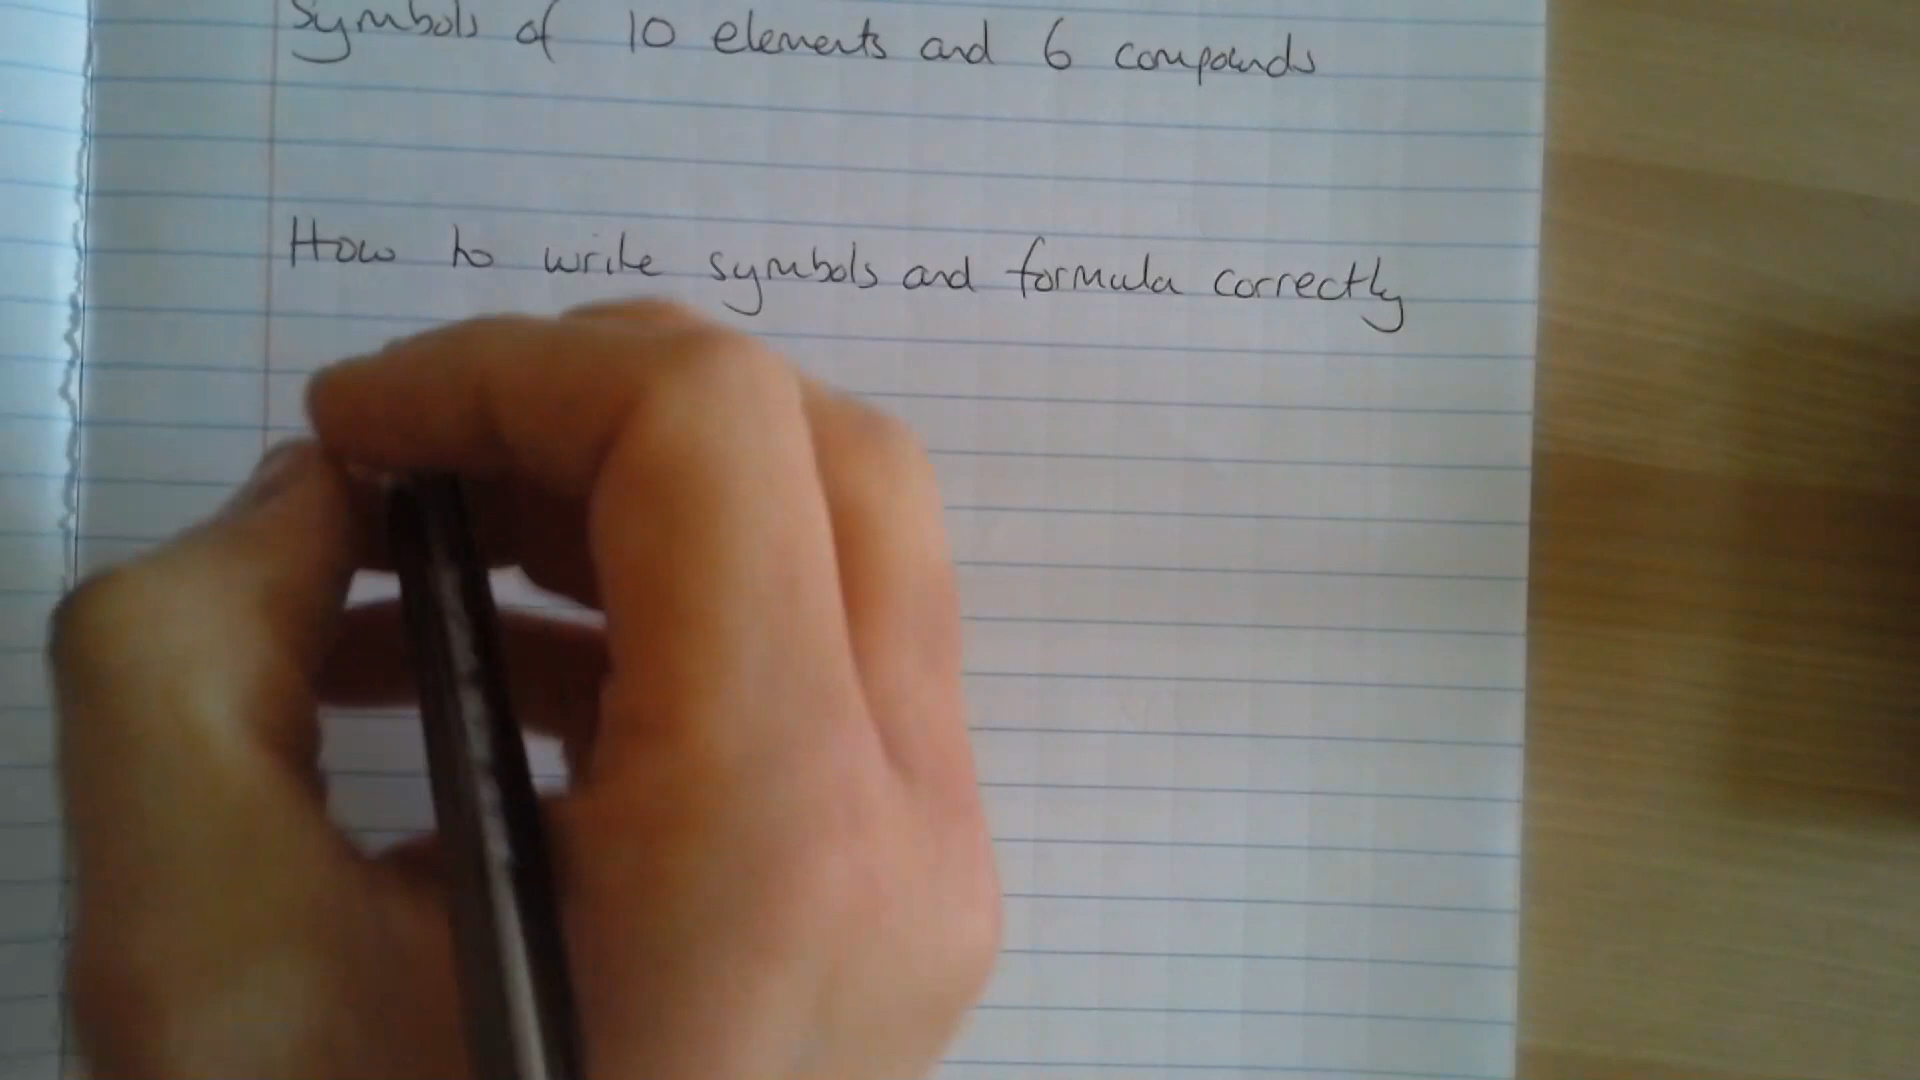 Symbols of 10 elements and 6 compounds
How to write symbols and formula correctly